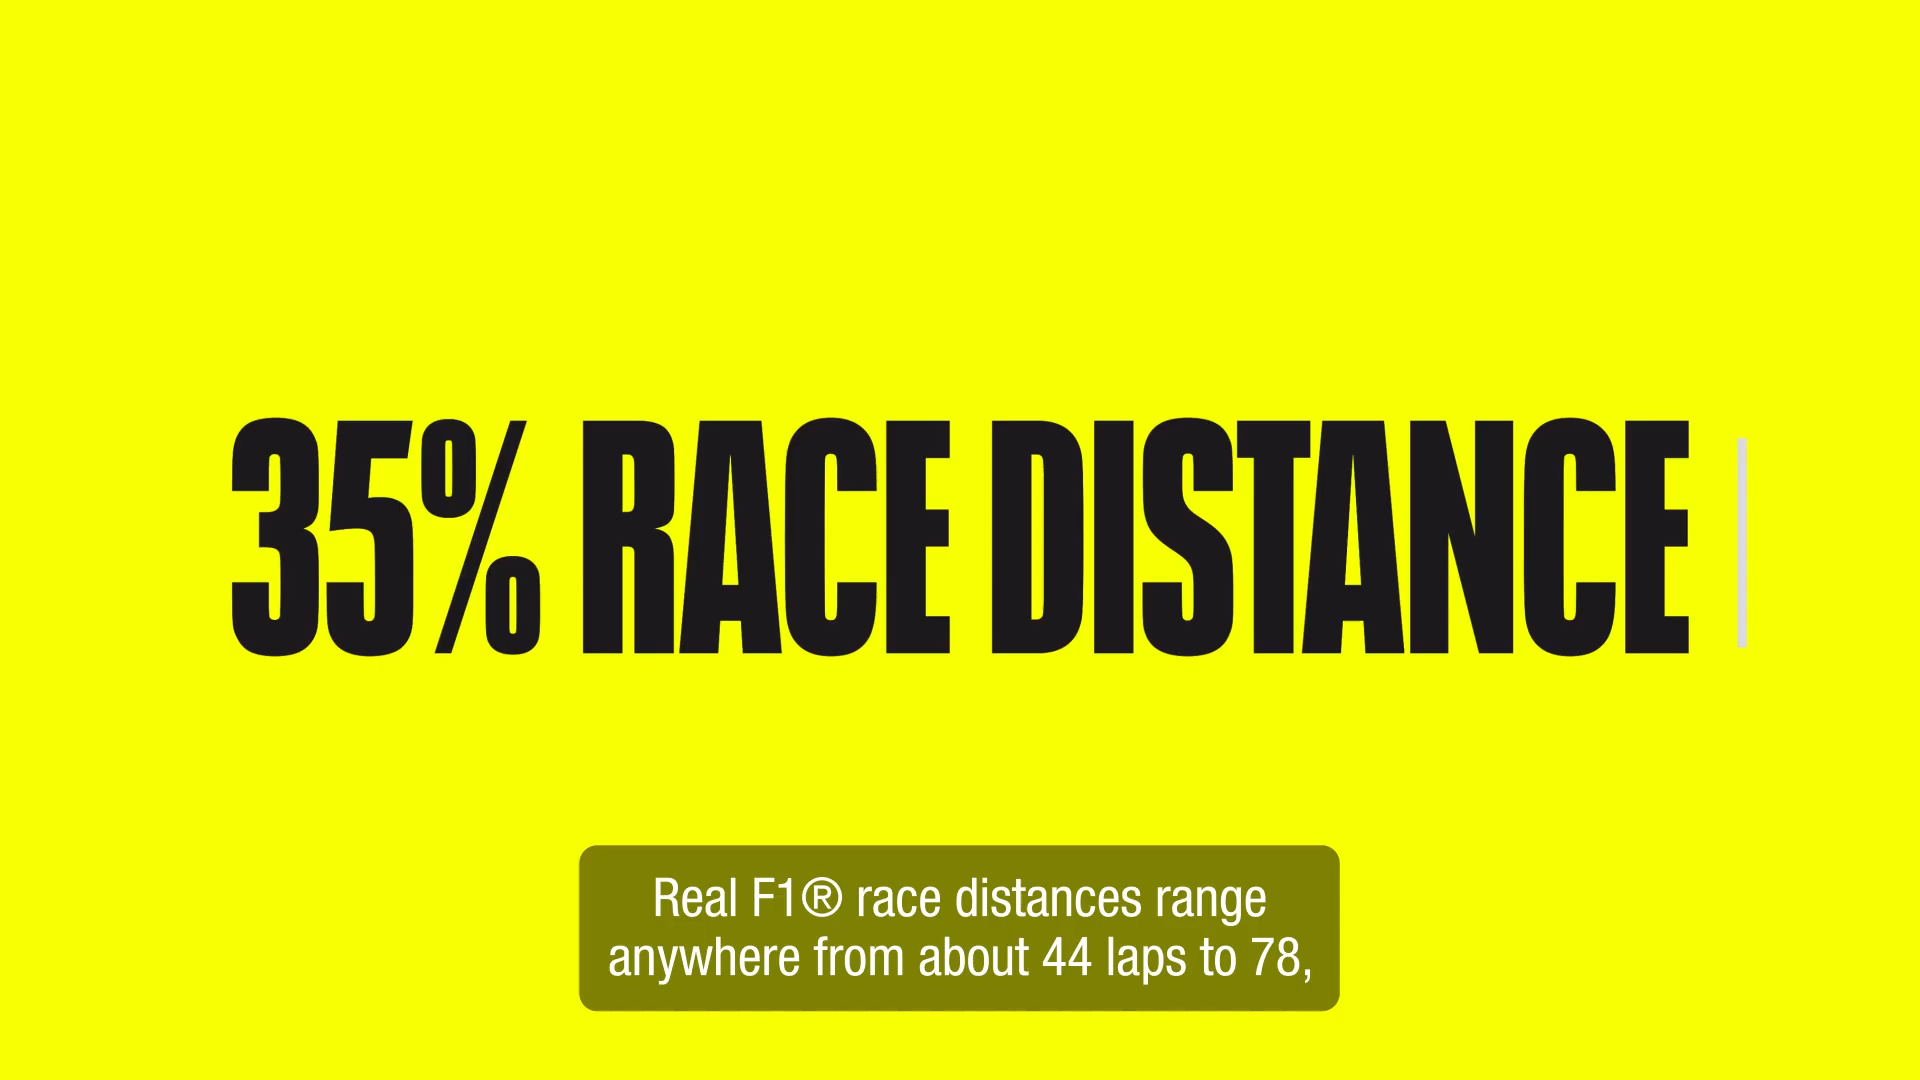 35% RACE DISTANCE
Real F1® race distances range
anywhere from about 44 laps to 78,